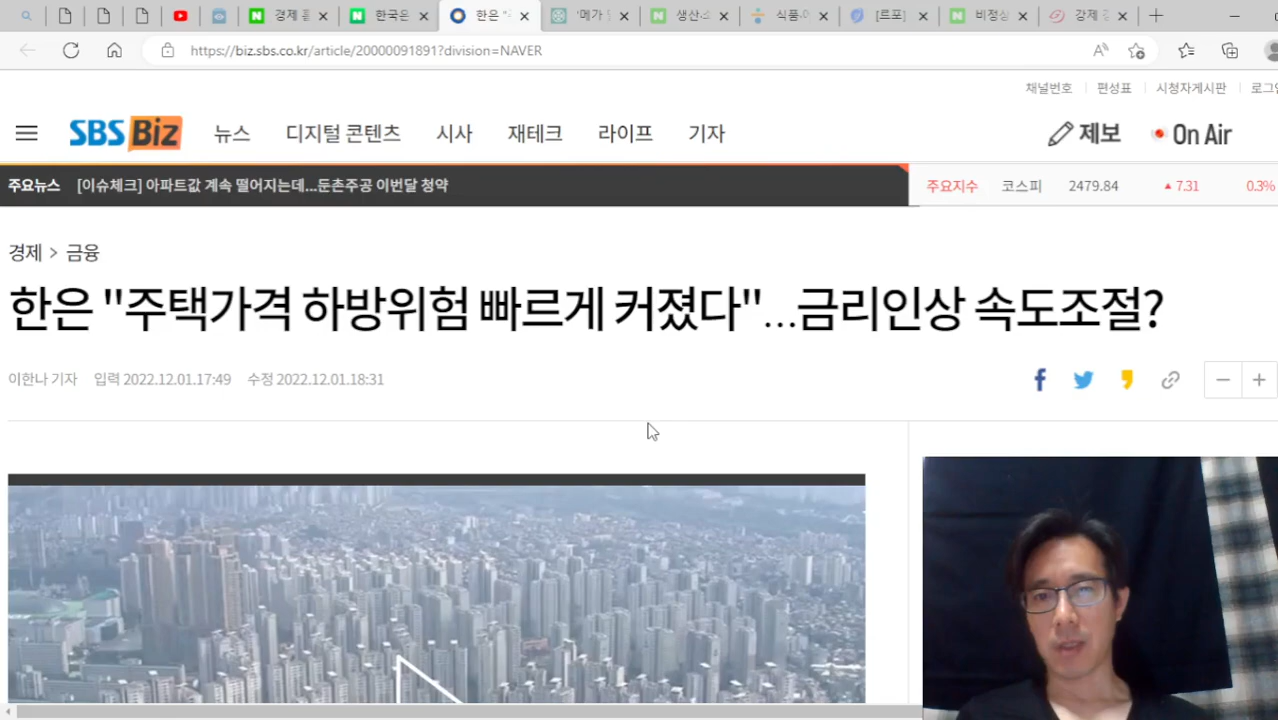 경제
한국은
한은 "
'메가
생산·
식품·
[르포]
비정상
강제
https://biz.sbs.co.kr/article/20000091891?division=NAVER
채널번호 편성표 시청자게시판 로그인
SBS Biz 뉴스 디지털 콘텐츠 시사 재테크 라이프 기자 제보 On Air
주요뉴스 [이슈체크] 아파트값 계속 떨어지는데...둔촌주공 이번달 청약 주요지수 코스피 2479.84 ▲ 7.31 0.3%
경제 > 금융
한은 "주택가격 하방위험 빠르게 커졌다"…금리인상 속도조절?
이한나 기자 입력 2022.12.01.17:49 수정 2022.12.01.18:31